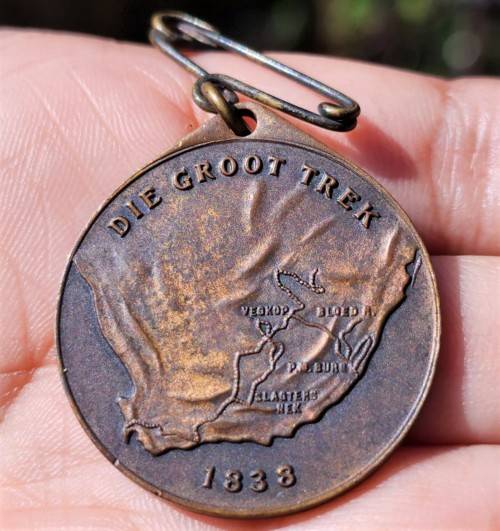 DIE GROOT TREK
VEGKOP BLOED R.
P.M. BURG
SLAGTERS
NEK
1838